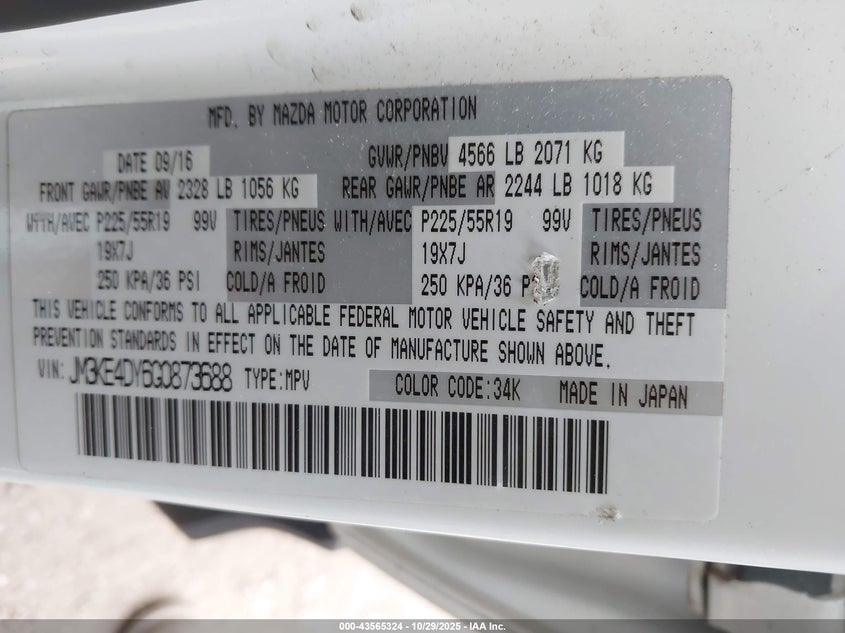 MFD. BY MAZDA MOTOR CORPORATION
DATE 09/16 GVWR/PNBV 4566 LB 2071 KG
FRONT GAWR/PNBE AV 2328 LB 1056 KG REAR GAWR/PNBE AR 2244 LB 1018 KG
WITH/AVEC P225/55R19 99V TIRES/PNEUS WITH/AVEC P225/55R19 99V TIRES/PNEUS
19X7J RIMS/JANTES 19X7J RIMS/JANTES
250 KPA/36 PSI COLD/A FROID 250 KPA/36 COLD/A FROID
THIS VEHICLE CONFORMS TO ALL APPLICABLE FEDERAL MOTOR VEHICLE SAFETY AND THEFT
PREVENTION STANDARDS IN EFFECT ON THE DATE OF MANUFACTURE SHOWN ABOVE.
VIN: JM3KE4DY6G0873688 TYPE:MPV COLOR CODE:34K MADE IN JAPAN
000-43565324 - 10/29/2025 - IAA Inc.